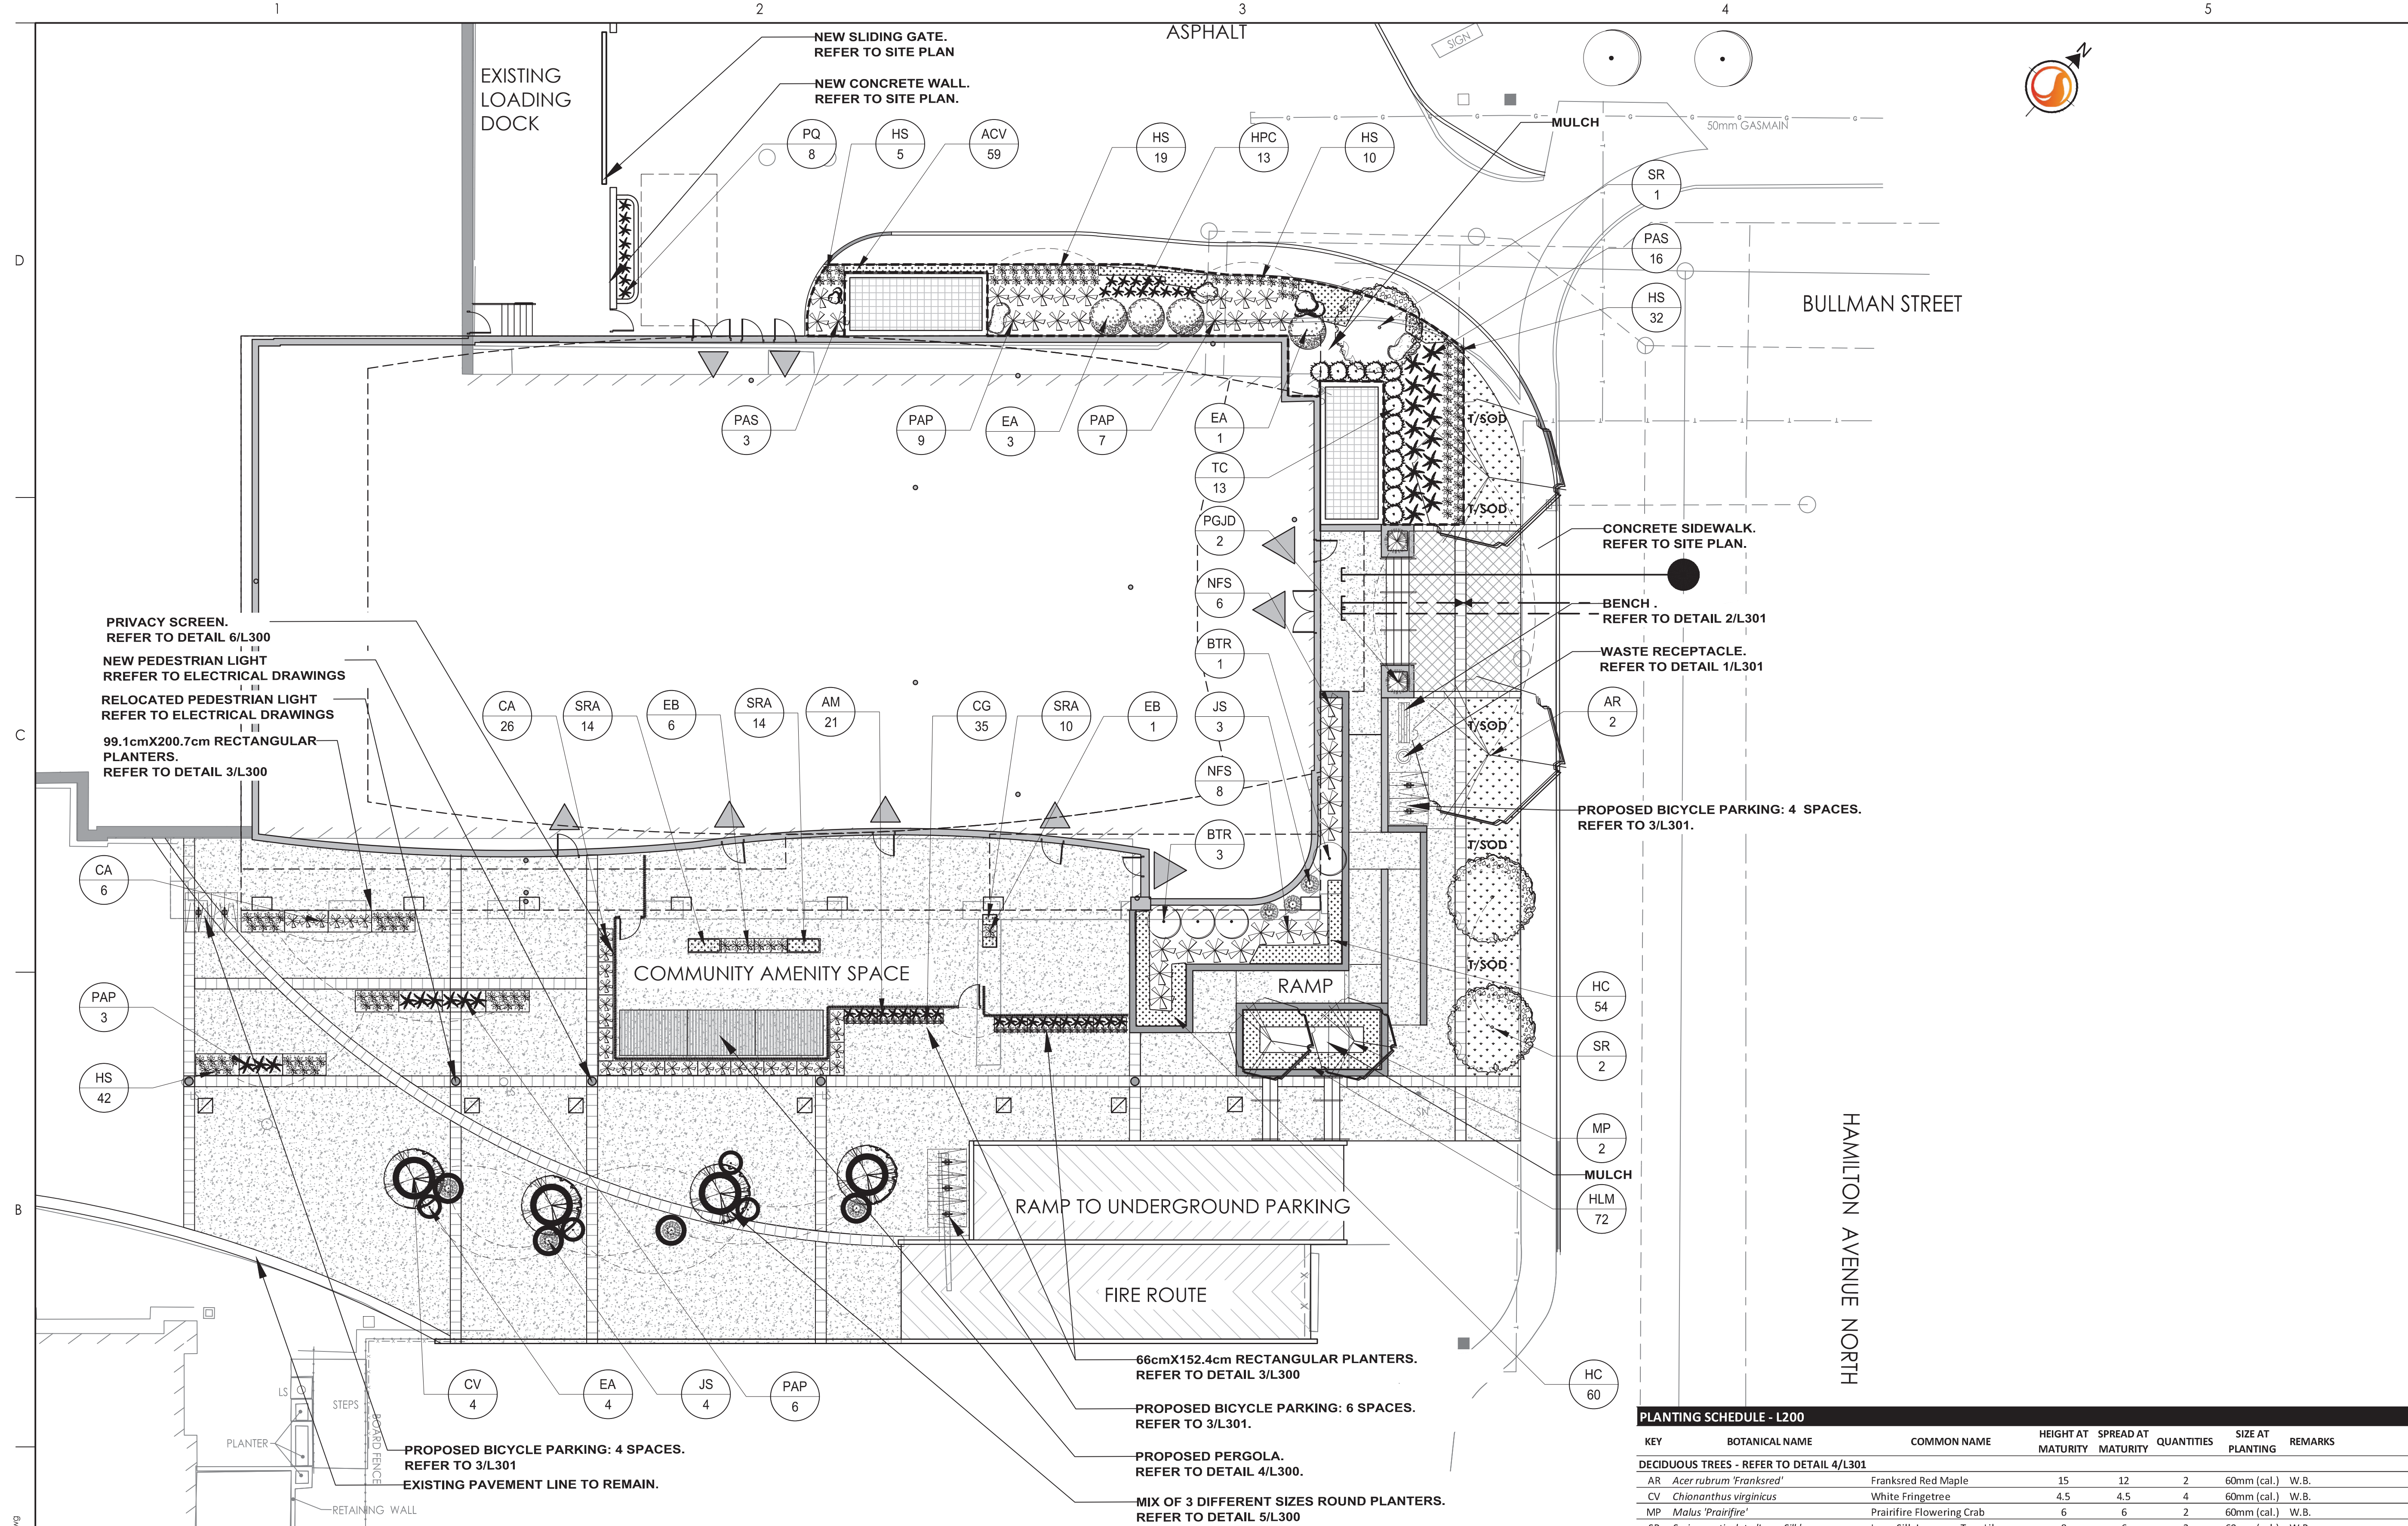 1
2
3
4
5
D
C
B
ASPHALT
SIGN
N
EXISTING
LOADING
DOCK
NEW SLIDING GATE.
REFER TO SITE PLAN
NEW CONCRETE WALL.
REFER TO SITE PLAN.
PQ
8
HS
5
ACV
59
HS
19
HPC
13
HS
10
MULCH
50mm GASMAIN
SR
1
PAS
16
HS
32
BULLMAN STREET
PAS
3
PAP
9
EA
3
PAP
7
EA
1
TC
13
PGJD
2
NFS
6
BTR
1
JS
3
NFS
8
BTR
3
T/SOD
T/SOD
T/SOD
T/SOD
T/SOD
CONCRETE SIDEWALK.
REFER TO SITE PLAN.
BENCH .
REFER TO DETAIL 2/L301
WASTE RECEPTACLE.
REFER TO DETAIL 1/L301
AR
2
PROPOSED BICYCLE PARKING: 4 SPACES.
REFER TO 3/L301.
PRIVACY SCREEN.
REFER TO DETAIL 6/L300
NEW PEDESTRIAN LIGHT
RREFER TO ELECTRICAL DRAWINGS
RELOCATED PEDESTRIAN LIGHT
REFER TO ELECTRICAL DRAWINGS
99.1cmX200.7cm RECTANGULAR
PLANTERS.
REFER TO DETAIL 3/L300
CA
26
SRA
14
EB
6
SRA
14
AM
21
CG
35
SRA
10
EB
1
CA
6
PAP
3
HS
42
COMMUNITY AMENITY SPACE
RAMP
HC
54
SR
2
MP
2
MULCH
HLM
72
RAMP TO UNDERGROUND PARKING
FIRE ROUTE
HAMILTON AVENUE NORTH
CV
4
EA
4
JS
4
PAP
6
HC
60
66cmX152.4cm RECTANGULAR PLANTERS.
REFER TO DETAIL 3/L300
PROPOSED BICYCLE PARKING: 6 SPACES.
REFER TO 3/L301.
PROPOSED PERGOLA.
REFER TO DETAIL 4/L300.
MIX OF 3 DIFFERENT SIZES ROUND PLANTERS.
REFER TO DETAIL 5/L300
LS
STEPS
BOARD FENCE
PLANTER
RETAINING WALL
PROPOSED BICYCLE PARKING: 4 SPACES.
REFER TO 3/L301
EXISTING PAVEMENT LINE TO REMAIN.
PLANTING SCHEDULE - L200
KEY BOTANICAL NAME COMMON NAME HEIGHT AT MATURITY SPREAD AT MATURITY QUANTITIES SIZE AT PLANTING REMARKS
DECIDUOUS TREES - REFER TO DETAIL 4/L301
AR Acer rubrum 'Franksred' Franksred Red Maple 15 12 2 60mm (cal.) W.B.
CV Chionanthus virginicus White Fringetree 4.5 4.5 4 60mm (cal.) W.B.
MP Malus 'Prairifire' Prairifire Flowering Crab 6 6 2 60mm (cal.) W.B.